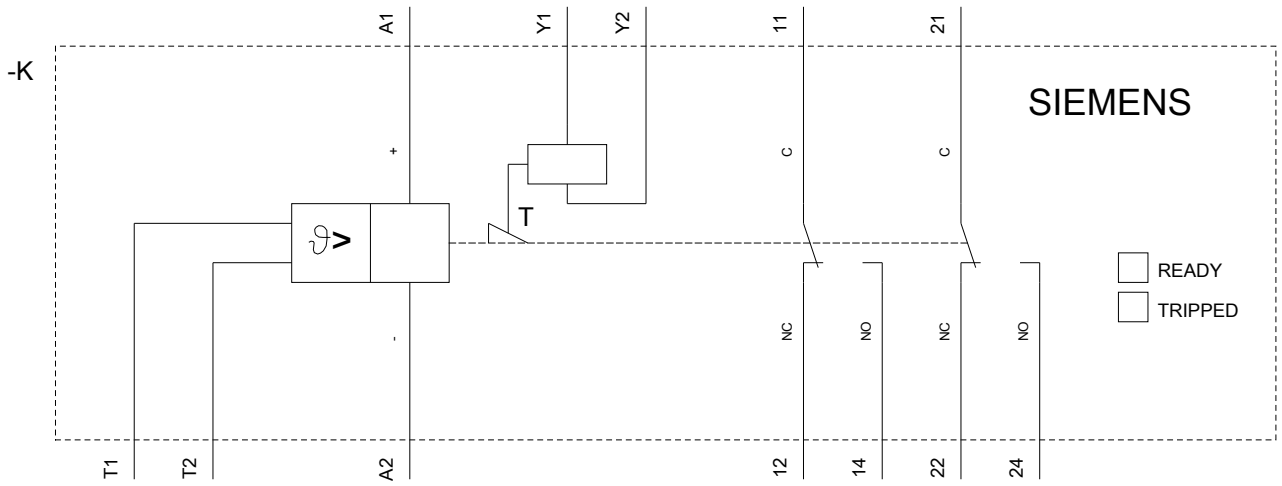 A1
Y1
Y2
11
21
-K
SIEMENS
+
C
C
T
ϑ>
READY
TRIPPED
-
NC
NO
NC
NO
T1
T2
A2
12
14
22
24